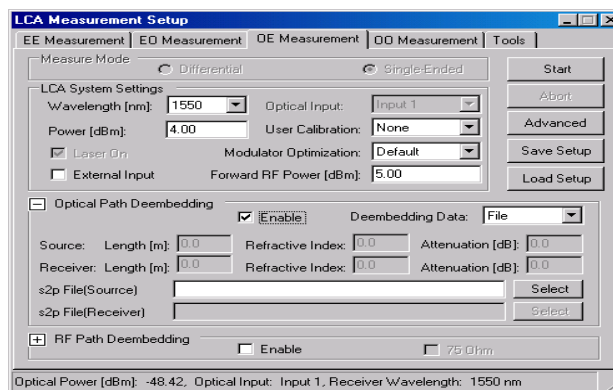 LCA Measurement Setup
EE Measurement EO Measurement OE Measurement OO Measurement Tools
Measure Mode
Differential Single-Ended
Start
LCA System Settings
Wavelength [nm]: 1550 Optical Input: Input 1
Abort
Power [dBm]: 4.00 User Calibration: None
Advanced
Laser On Modulator Optimization: Default
Save Setup
External Input Forward RF Power [dBm]: 5.00
Load Setup
Optical Path Deembedding
Enable Deembedding Data: File
Source: Length [m]: 0.0 Refractive Index: 0.0 Attenuation [dB]: 0.0
Receiver: Length [m]: 0.0 Refractive Index: 0.0 Attenuation [dB]: 0.0
s2p File(Sourrce) Select
s2p File(Receiver) Select
RF Path Deembedding
Enable 75 Ohm
Optical Power [dBm]: -48.42, Optical Input: Input 1, Receiver Wavelength: 1550 nm